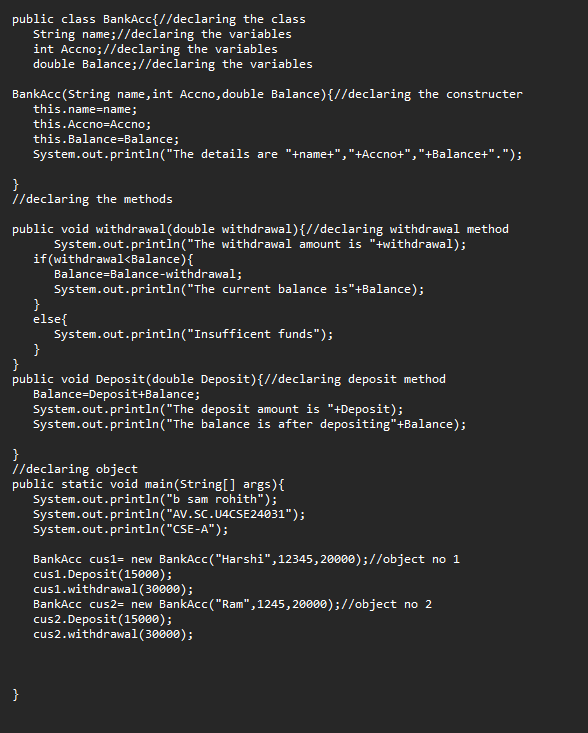 public class BankAcc{//declaring the class
   String name;//declaring the variables
   int Accno;//declaring the variables
   double Balance;//declaring the variables

BankAcc(String name,int Accno,double Balance){//declaring the constructer
   this.name=name;
   this.Accno=Accno;
   this.Balance=Balance;
   System.out.println("The details are "+name+","+Accno+","+Balance+".");

}
//declaring the methods

public void withdrawal(double withdrawal){//declaring withdrawal method
      System.out.println("The withdrawal amount is "+withdrawal);
   if(withdrawal<Balance){
      Balance=Balance-withdrawal;
      System.out.println("The current balance is"+Balance);
   }
   else{
      System.out.println("Insufficent funds");
   }
}
public void Deposit(double Deposit){//declaring deposit method
   Balance=Deposit+Balance;
   System.out.println("The deposit amount is "+Deposit);
   System.out.println("The balance is after depositing"+Balance);

}
//declaring object
public static void main(String[] args){
   System.out.println("b sam rohith");
   System.out.println("AV.SC.U4CSE24031");
   System.out.println("CSE-A");

   BankAcc cus1= new BankAcc("Harshi",12345,20000);//object no 1
   cus1.Deposit(15000);
   cus1.withdrawal(30000);
   BankAcc cus2= new BankAcc("Ram",1245,20000);//object no 2
   cus2.Deposit(15000);
   cus2.withdrawal(30000);



}